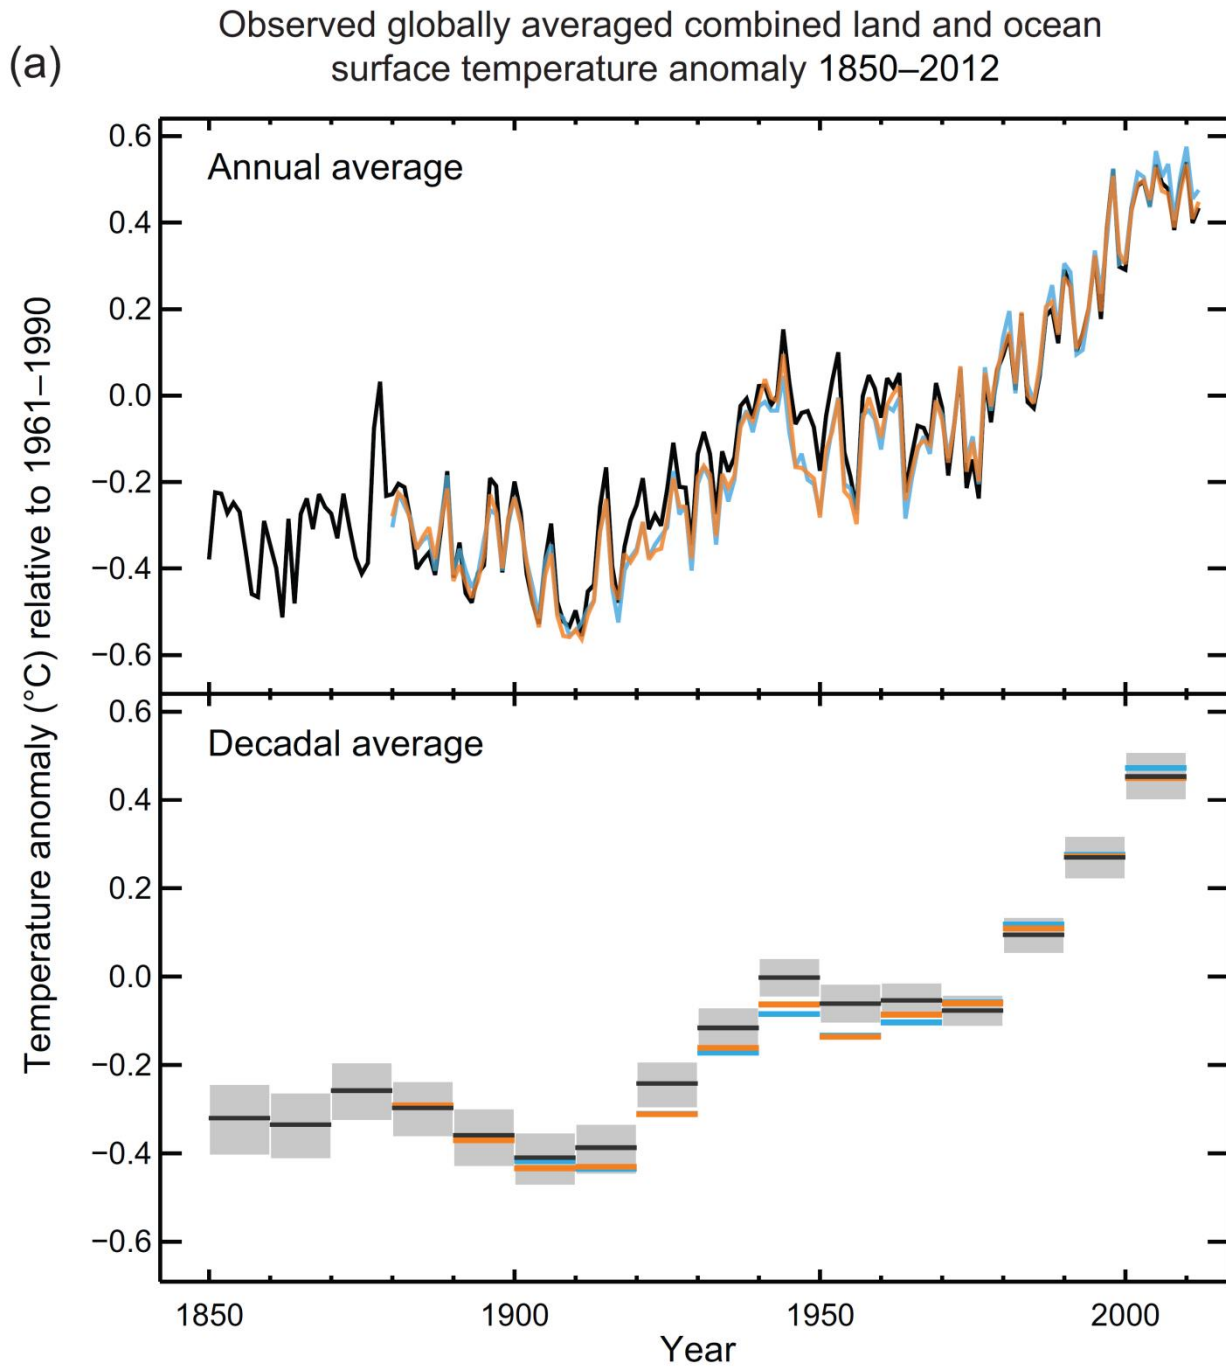 Observed globally averaged combined land and ocean
(a)
surface temperature anomaly 1850–2012
Annual average
0.6
0.4
0.2
0.0
−0.2
−0.4
−0.6
Temperature anomaly (°C) relative to 1961–1990
Decadal average
0.6
0.4
0.2
0.0
−0.2
−0.4
−0.6
1850
1900
1950
2000
Year